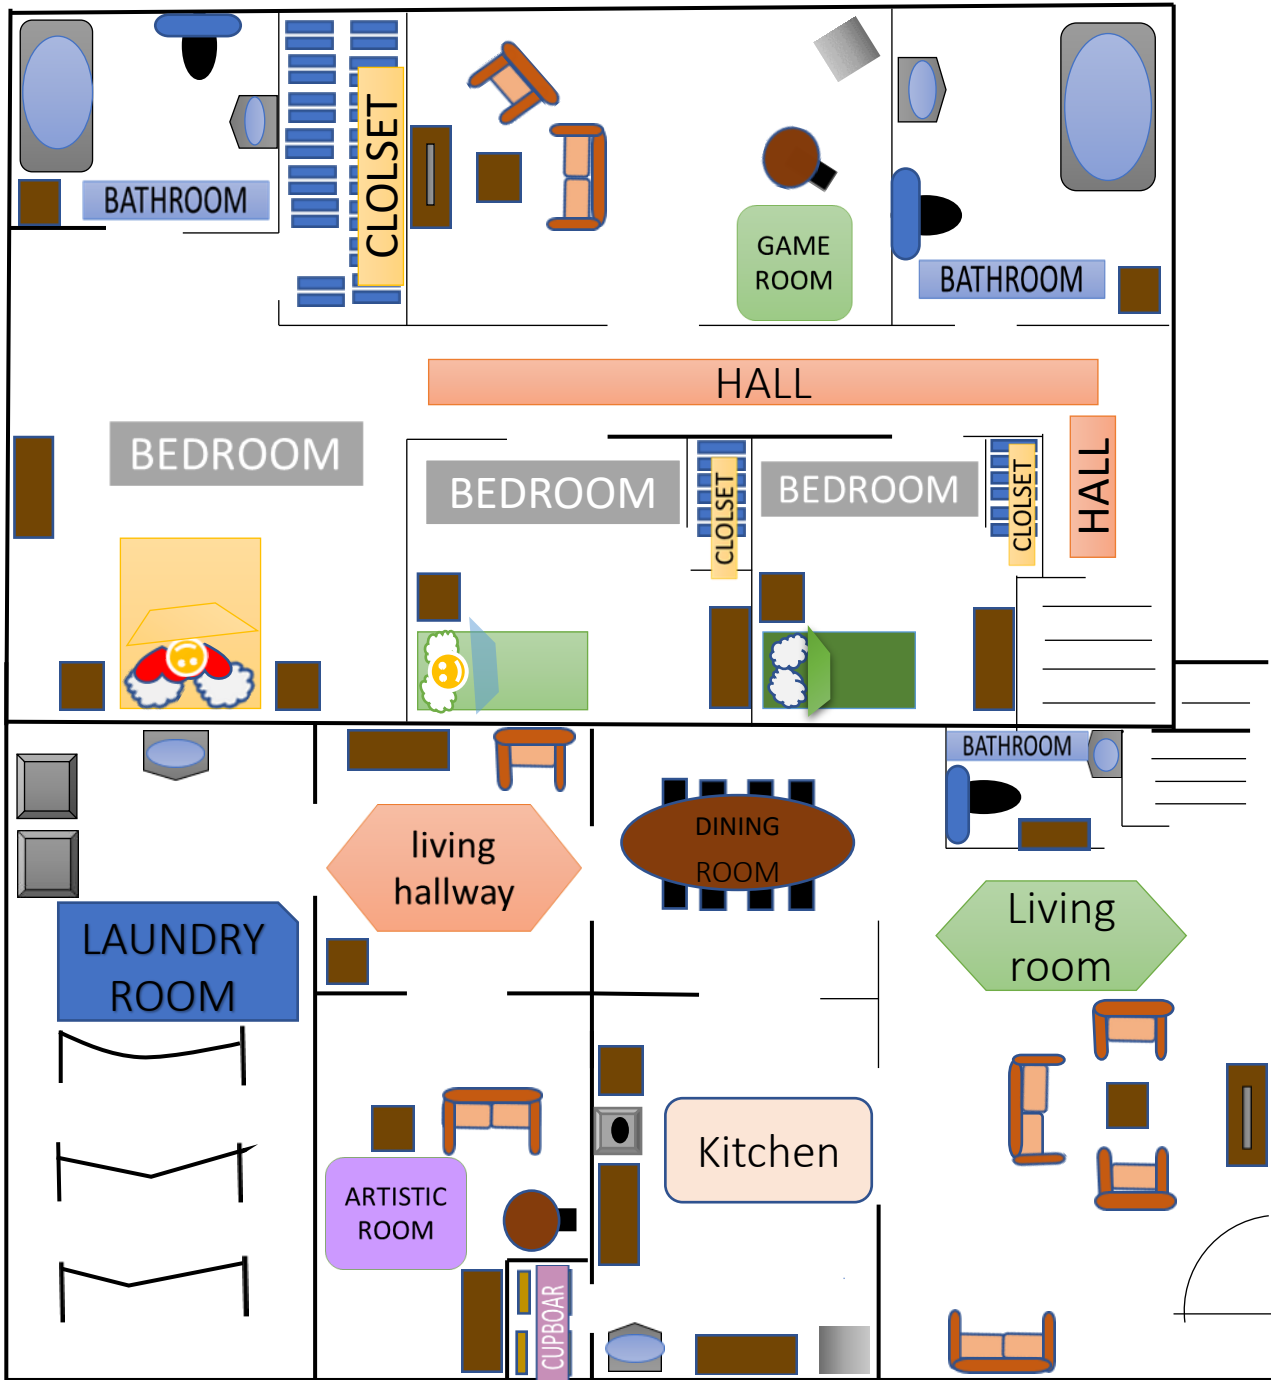 CLOLSET
BATHROOM
GAME
ROOM
BATHROOM
HALL
BEDROOM
BEDROOM
CLOLSET
BEDROOM
CLOLSET
HALL
BATHROOM
living
hallway
DINING
ROOM
Living
room
LAUNDRY
ROOM
Kitchen
ARTISTIC
ROOM
CUPBOAR